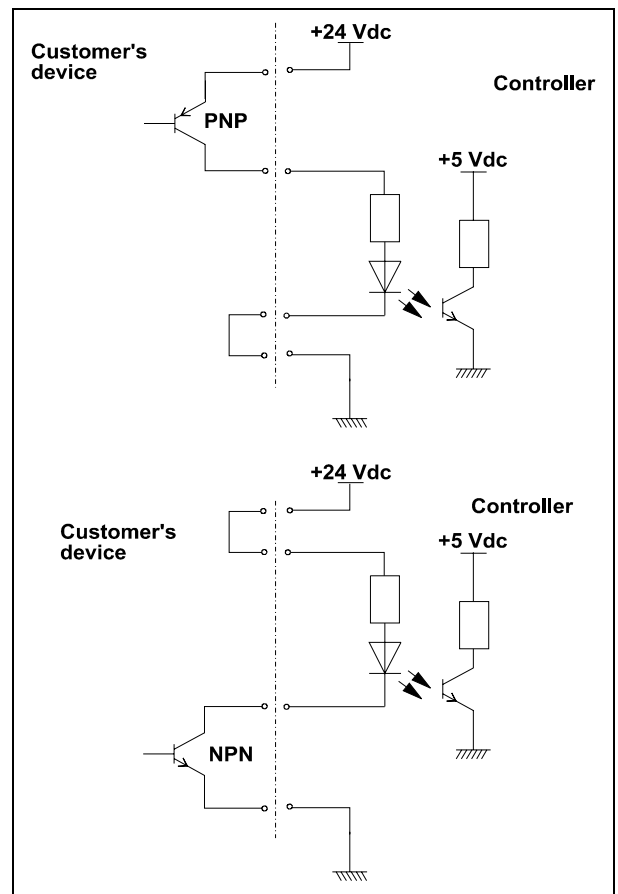 +24 Vdc
Customer's
device
Controller
PNP
+5 Vdc
+24 Vdc
Controller
Customer's
device
+5 Vdc
NPN